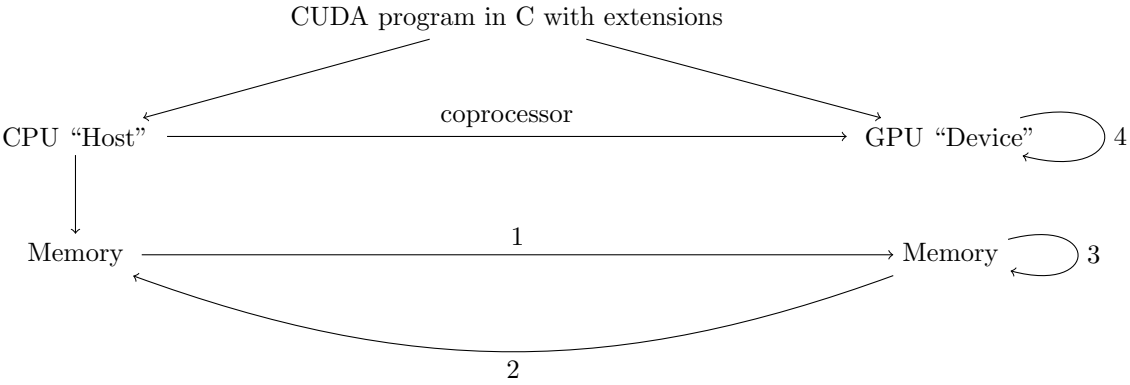 CUDA program in C with extensions
coprocessor
CPU “Host”
GPU “Device”
4
1
Memory
Memory
3
2